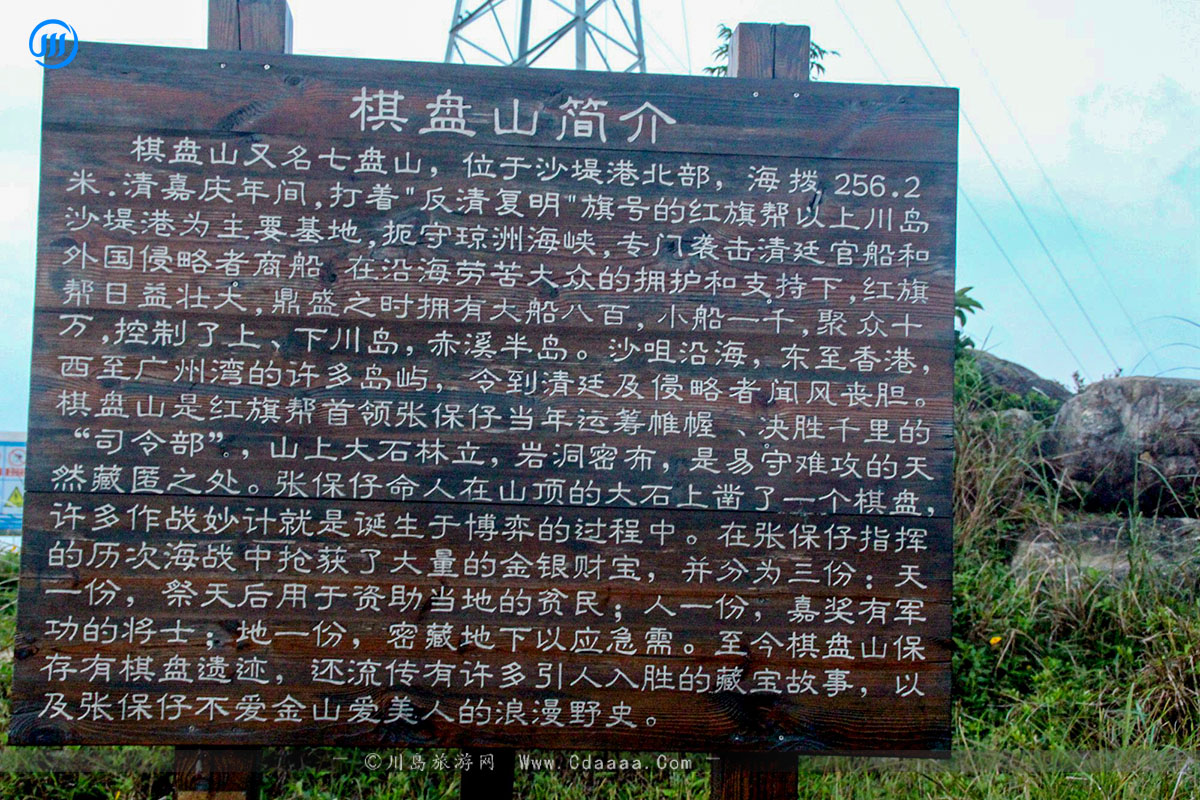 棋盘山简介
棋盘山又名七盘山，位于沙堤港北部，海拨 256.2
米.清嘉庆年间,打着"反清复明"旗号的红旗帮以上川岛
沙堤港为主要基地,扼守琼洲海峡,专门袭击清廷官船和
外国侵略者商船 在沿海劳苦大众的拥护和支持下,红旗
帮日益壮大,鼎盛之时拥有大船八百，小船一千,聚众十
万,控制了上、下川岛，赤溪半岛。沙咀沿海，东至香港,
西至广州湾的许多岛屿，令到清廷及侵略者闻风丧胆。
棋盘山是红旗帮首领张保仔当年运筹帷幄、决胜千里的
“司令部”。,山上大石林立，岩洞密布，是易守难攻的天
然藏匿之处。张保仔命人在山顶的大石上凿了一个棋盘,
许多作战妙计就是诞生于博弈的过程中。在张保仔指挥
的历次海战中抢获了大量的金银财宝，并分为三份：天
一份，祭天后用于资助当地的贫民；人一份，嘉奖有军
功的将士；地一份，密藏地下以应急需。至今棋盘山保
存有棋盘遗迹，还流传有许多引人入胜的藏宝故事，以
及张保仔不爱金山爱美人的浪漫野史。
©川岛旅游网 Www.Cdaaaa.Com